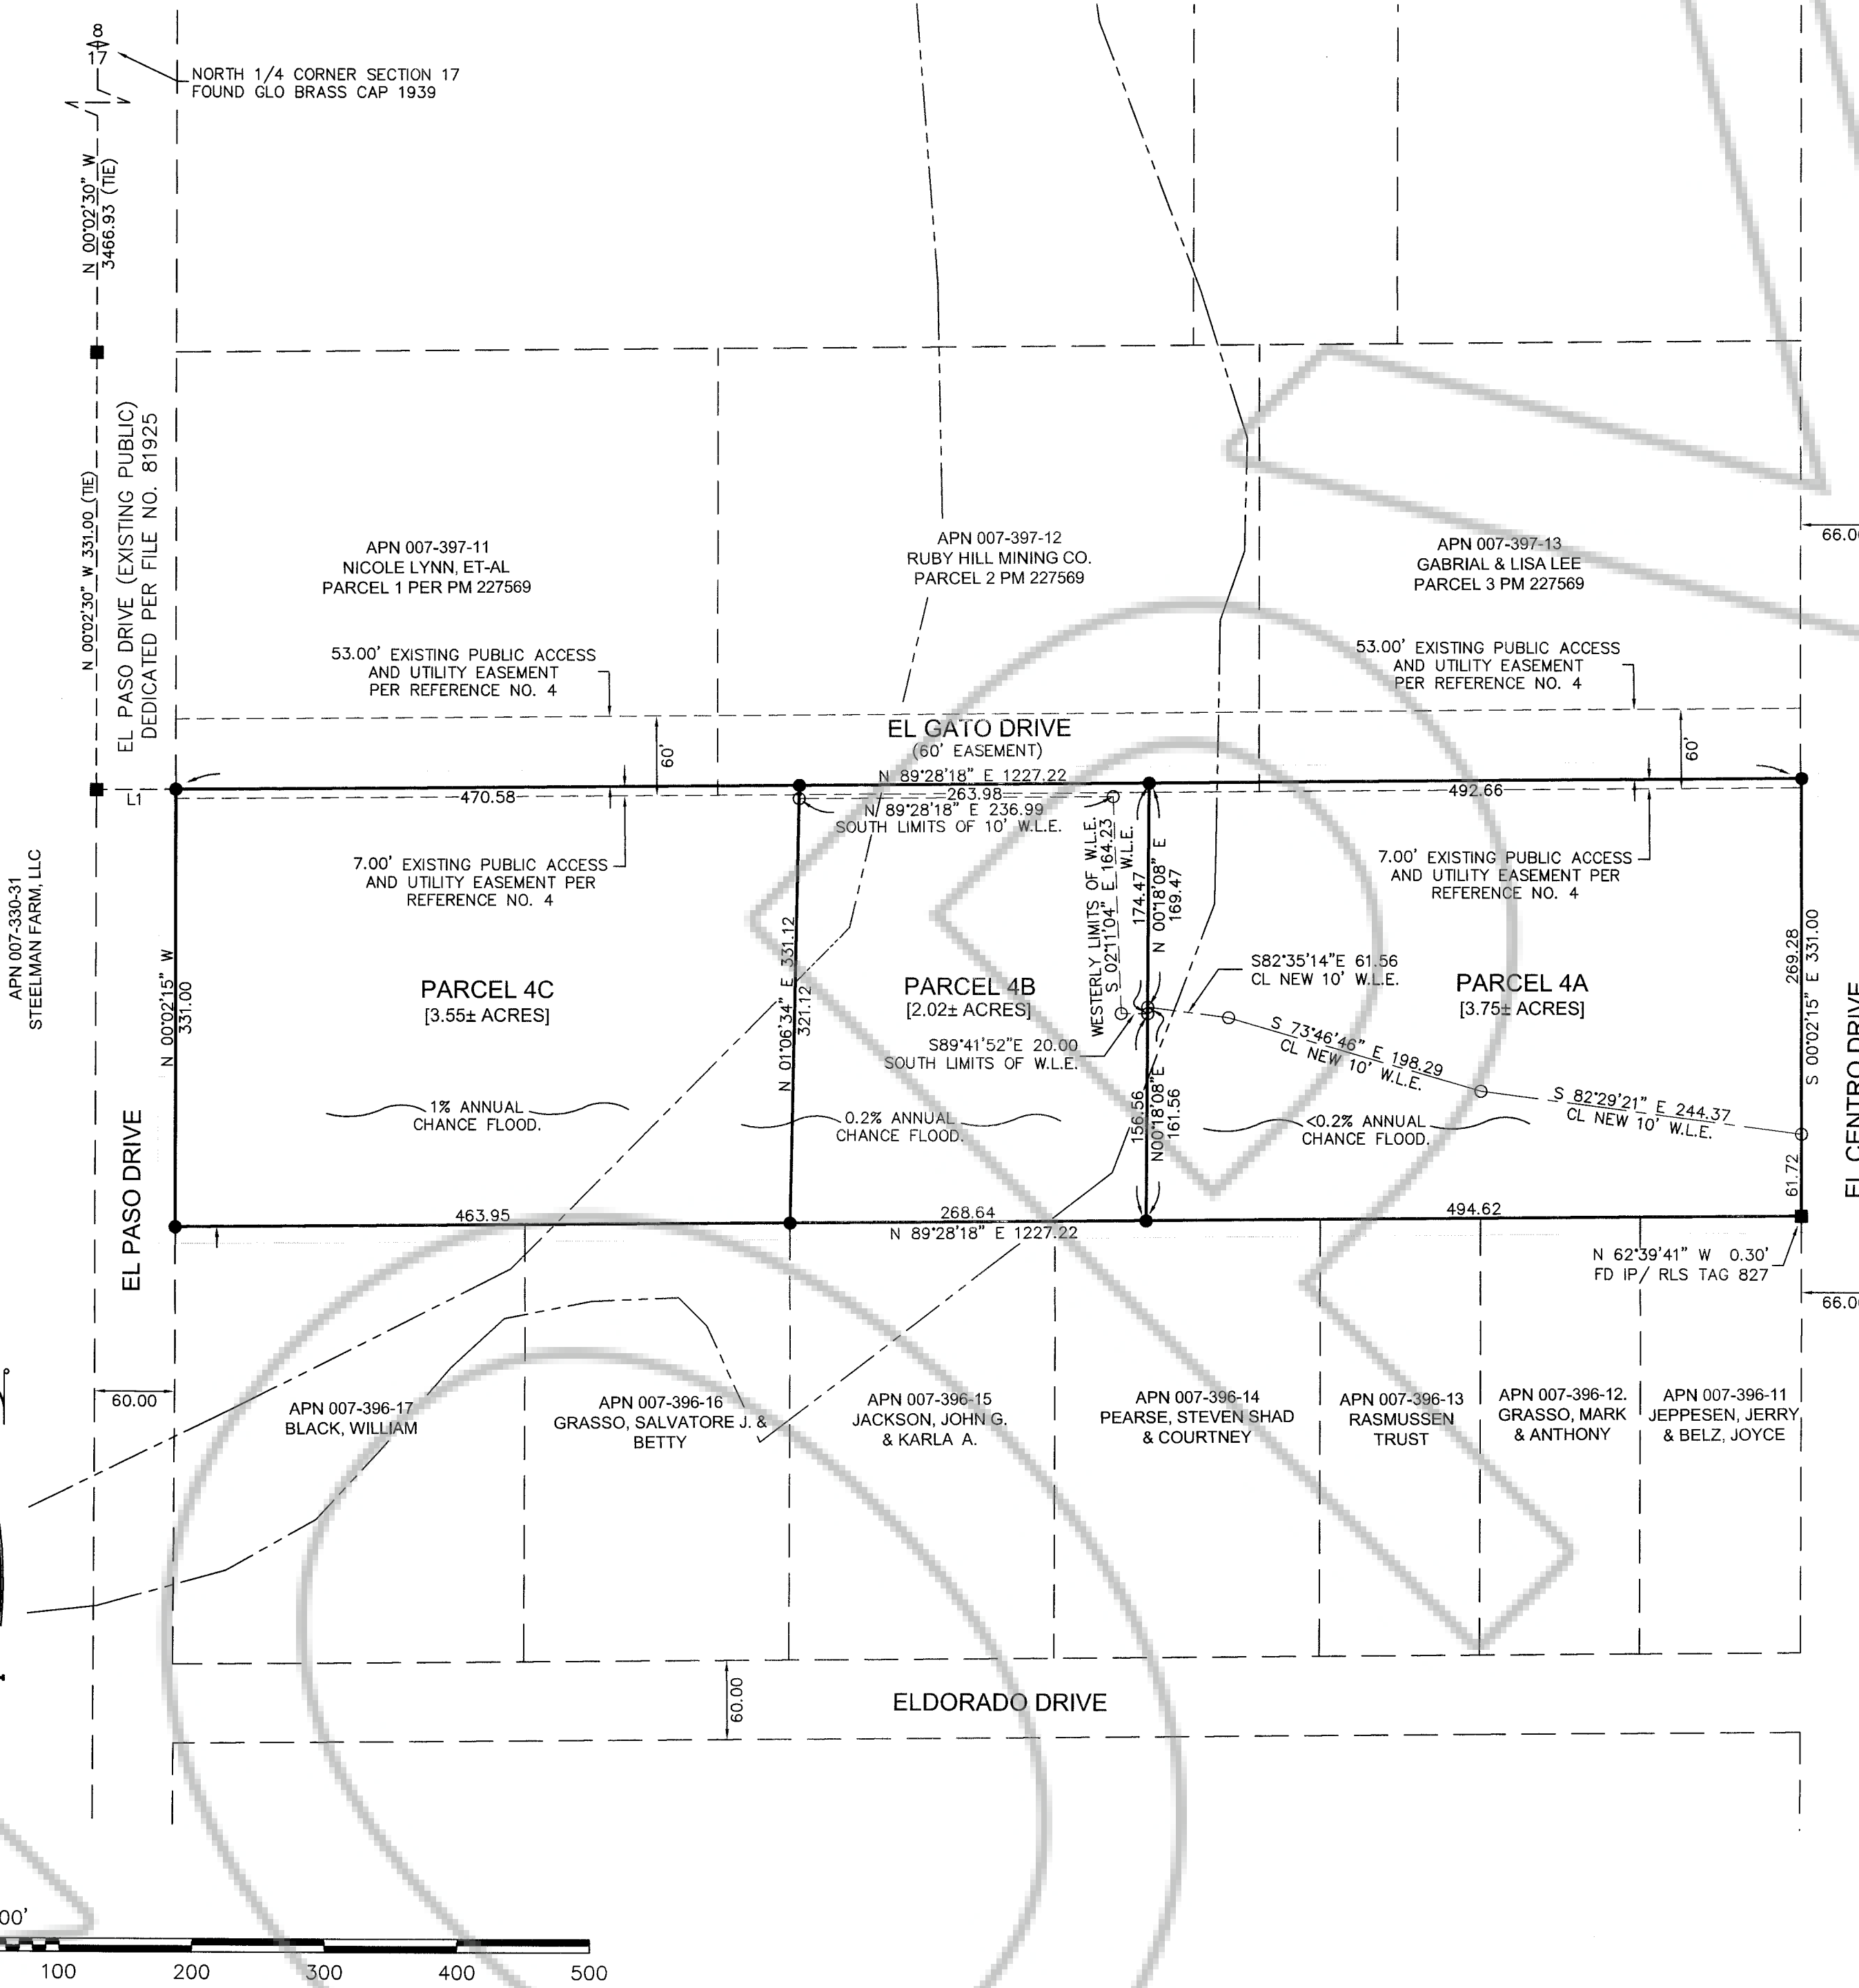 8
17
NORTH 1/4 CORNER SECTION 17
FOUND GLO BRASS CAP 1939
N 00°02'30" W
3466.93 (TIE)
N 00°02'30" W 331.00 (TIE)
EL PASO DRIVE (EXISTING PUBLIC)
DEDICATED PER FILE NO. 81925
APN 007-397-11
NICOLE LYNN, ET-AL
PARCEL 1 PER PM 227569
APN 007-397-12
RUBY HILL MINING CO.
PARCEL 2 PM 227569
APN 007-397-13
GABRIAL & LISA LEE
PARCEL 3 PM 227569
53.00' EXISTING PUBLIC ACCESS
AND UTILITY EASEMENT
PER REFERENCE NO. 4
53.00' EXISTING PUBLIC ACCESS
AND UTILITY EASEMENT
PER REFERENCE NO. 4
60'
EL GATO DRIVE
(60' EASEMENT)
60'
N 89°28'18" E 1227.22
L1
470.58
263.98
492.66
N 89°28'18" E 236.99
SOUTH LIMITS OF 10' W.L.E.
7.00' EXISTING PUBLIC ACCESS
AND UTILITY EASEMENT PER
REFERENCE NO. 4
7.00' EXISTING PUBLIC ACCESS
AND UTILITY EASEMENT PER
REFERENCE NO. 4
APN 007-330-31
STEELMAN FARM, LLC
N 00°02'15" W
331.00
PARCEL 4C
[3.55± ACRES]
N 01°06'34" E 331.12
321.12
PARCEL 4B
[2.02± ACRES]
WESTERLY LIMITS OF W.L.E.
S 02°11'04" E 164.23
W.L.E.
174.47
N 00°18'08" E
169.47
S82°35'14"E 61.56
CL NEW 10' W.L.E.
PARCEL 4A
[3.75± ACRES]
269.28
S 00°02'15" E 331.00
S89°41'52"E 20.00
SOUTH LIMITS OF W.L.E.
S 73°46'46" E 198.29
CL NEW 10' W.L.E.
S 82°29'21" E 244.37
CL NEW 10' W.L.E.
1% ANNUAL
CHANCE FLOOD.
0.2% ANNUAL
CHANCE FLOOD.
<0.2% ANNUAL
CHANCE FLOOD.
156.56
N00°18'08"E
161.56
61.72
EL PASO DRIVE
EL CENTRO DRIVE
463.95
268.64
494.62
N 89°28'18" E 1227.22
N 62°39'41" W 0.30'
FD IP/ RLS TAG 827
60.00
APN 007-396-17
BLACK, WILLIAM
APN 007-396-16
GRASSO, SALVATORE J. &
BETTY
APN 007-396-15
JACKSON, JOHN G.
& KARLA A.
APN 007-396-14
PEARSE, STEVEN SHAD
& COURTNEY
APN 007-396-13
RASMUSSEN
TRUST
APN 007-396-12.
GRASSO, MARK
& ANTHONY
APN 007-396-11
JEPPESEN, JERRY
& BELZ, JOYCE
60.00
ELDORADO DRIVE
00'
100 200 300 400 500